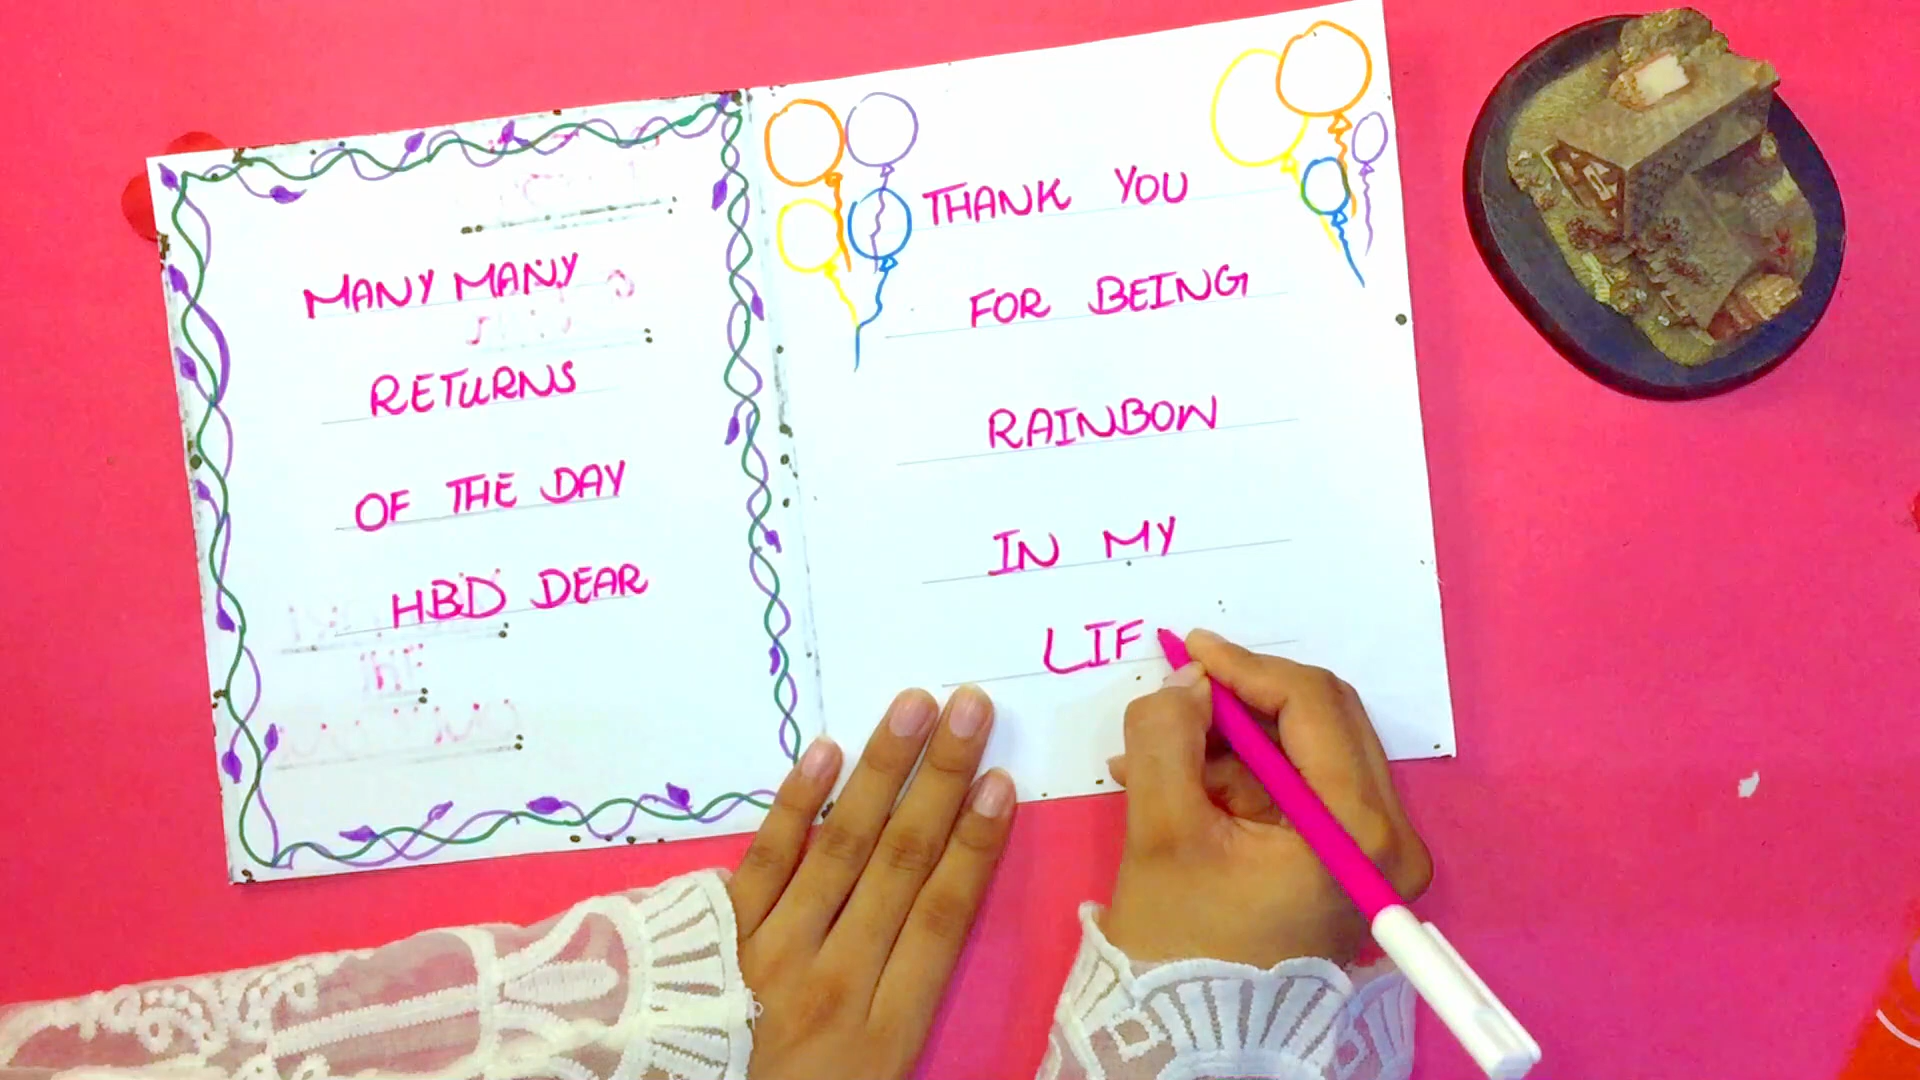 MANY MANY
RETURNS
OF THE DAY
HBD DEAR
THANK YOU
FOR BEING
RAINBOW
IN MY
LIF